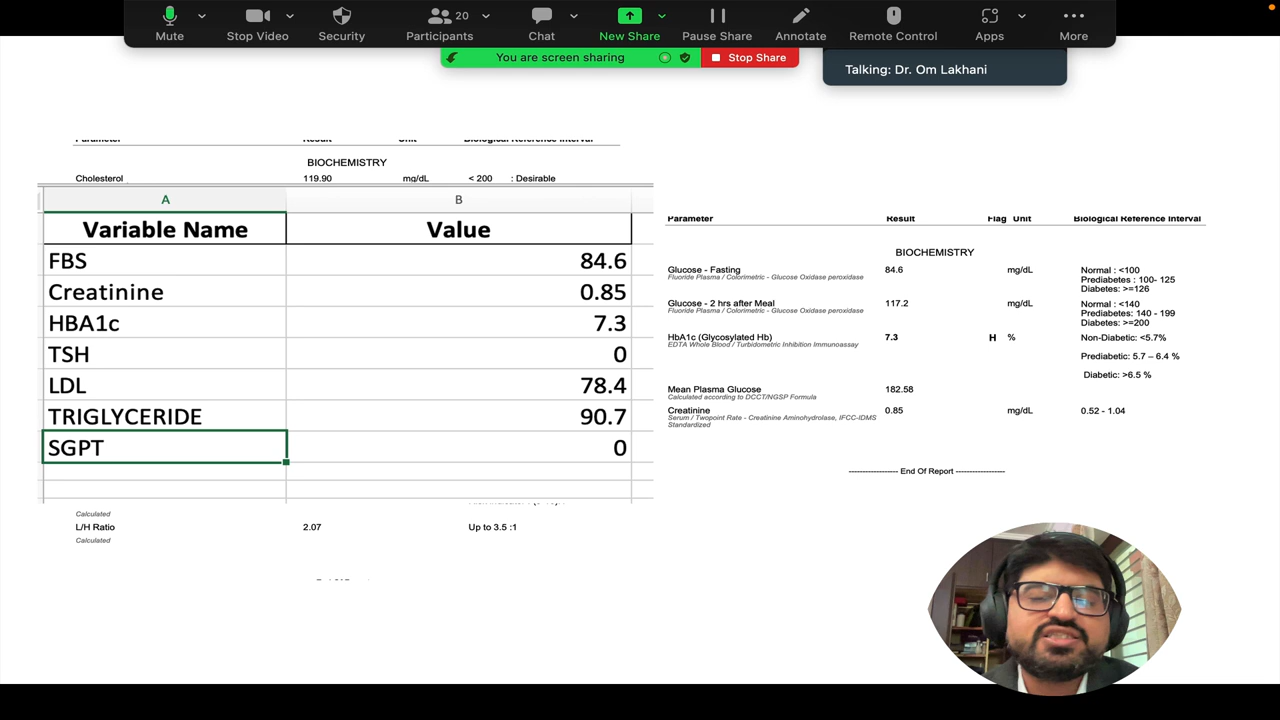 20
Mute
Stop Video
Security
Participants
Chat
New Share
Pause Share
Annotate
Remote Control
Apps
More
You are screen sharing
Stop Share
Talking: Dr. Om Lakhani
Parameter Result Unit Biological Reference Interval
BIOCHEMISTRY
Cholesterol 119.90 mg/dL < 200 : Desirable
A B
Variable Name Value
FBS 84.6
Creatinine 0.85
HBA1c 7.3
TSH 0
LDL 78.4
TRIGLYCERIDE 90.7
SGPT 0
Calculated
L/H Ratio 2.07 Up to 3.5 :1
Calculated
Parameter Result Flag Unit Biological Reference Interval
BIOCHEMISTRY
Glucose - Fasting 84.6 mg/dL Normal : <100
Fluoride Plasma / Colorimetric - Glucose Oxidase peroxidase
Prediabetes : 100- 125
Diabetes: >=126
Glucose - 2 hrs after Meal 117.2 mg/dL Normal : <140
Fluoride Plasma / Colorimetric - Glucose Oxidase peroxidase
Prediabetes: 140 - 199
Diabetes: >=200
HbA1c (Glycosylated Hb) 7.3 H % Non-Diabetic: <5.7%
EDTA Whole Blood / Turbidometric Inhibition Immunoassay
Prediabetic: 5.7 – 6.4 %
Diabetic: >6.5 %
Mean Plasma Glucose 182.58
Calculated according to DCCT/NGSP Formula
Creatinine 0.85 mg/dL 0.52 - 1.04
Serum / Twopoint Rate - Creatinine Aminohydrolase, IFCC-IDMS
Standardized
----------------- End Of Report -----------------